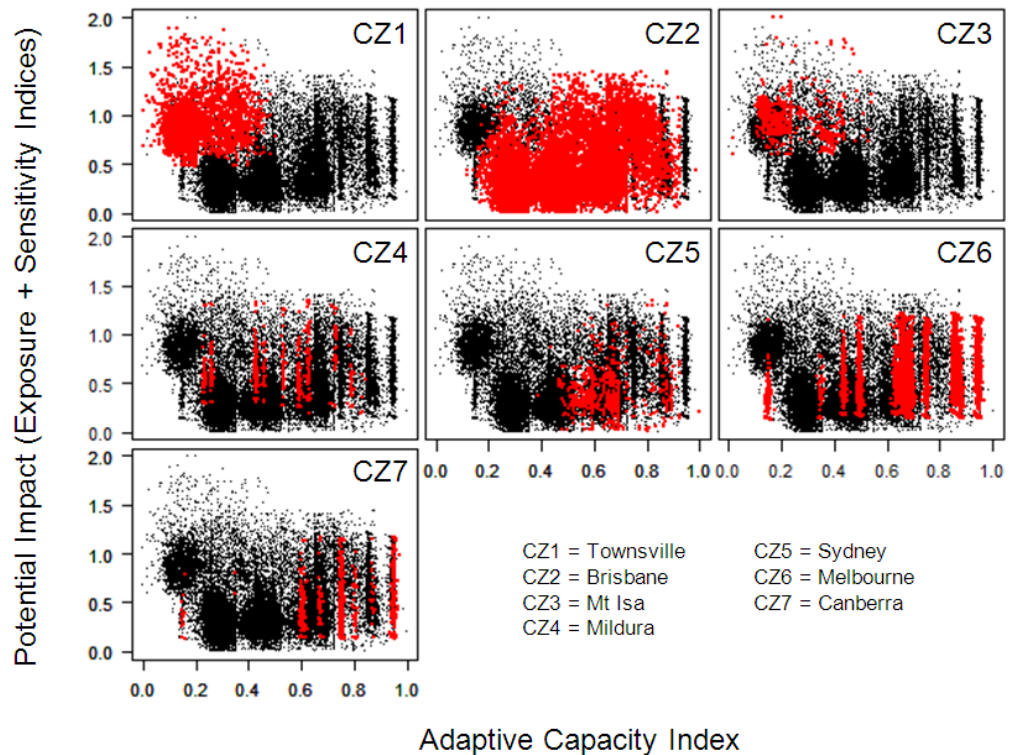 Potential Impact (Exposure + Sensitivity Indices)
CZ1
CZ2
CZ3
2.0
1.5
1.0
0.5
0.0
CZ4
CZ5
CZ6
2.0
1.5
1.0
0.5
0.0
0.0 0.2 0.4 0.6 0.8 1.0
0.0 0.2 0.4 0.6 0.8 1.0
CZ7
2.0
1.5
1.0
0.5
0.0
0.0 0.2 0.4 0.6 0.8 1.0
CZ1 = Townsville
CZ2 = Brisbane
CZ3 = Mt Isa
CZ4 = Mildura
CZ5 = Sydney
CZ6 = Melbourne
CZ7 = Canberra
Adaptive Capacity Index